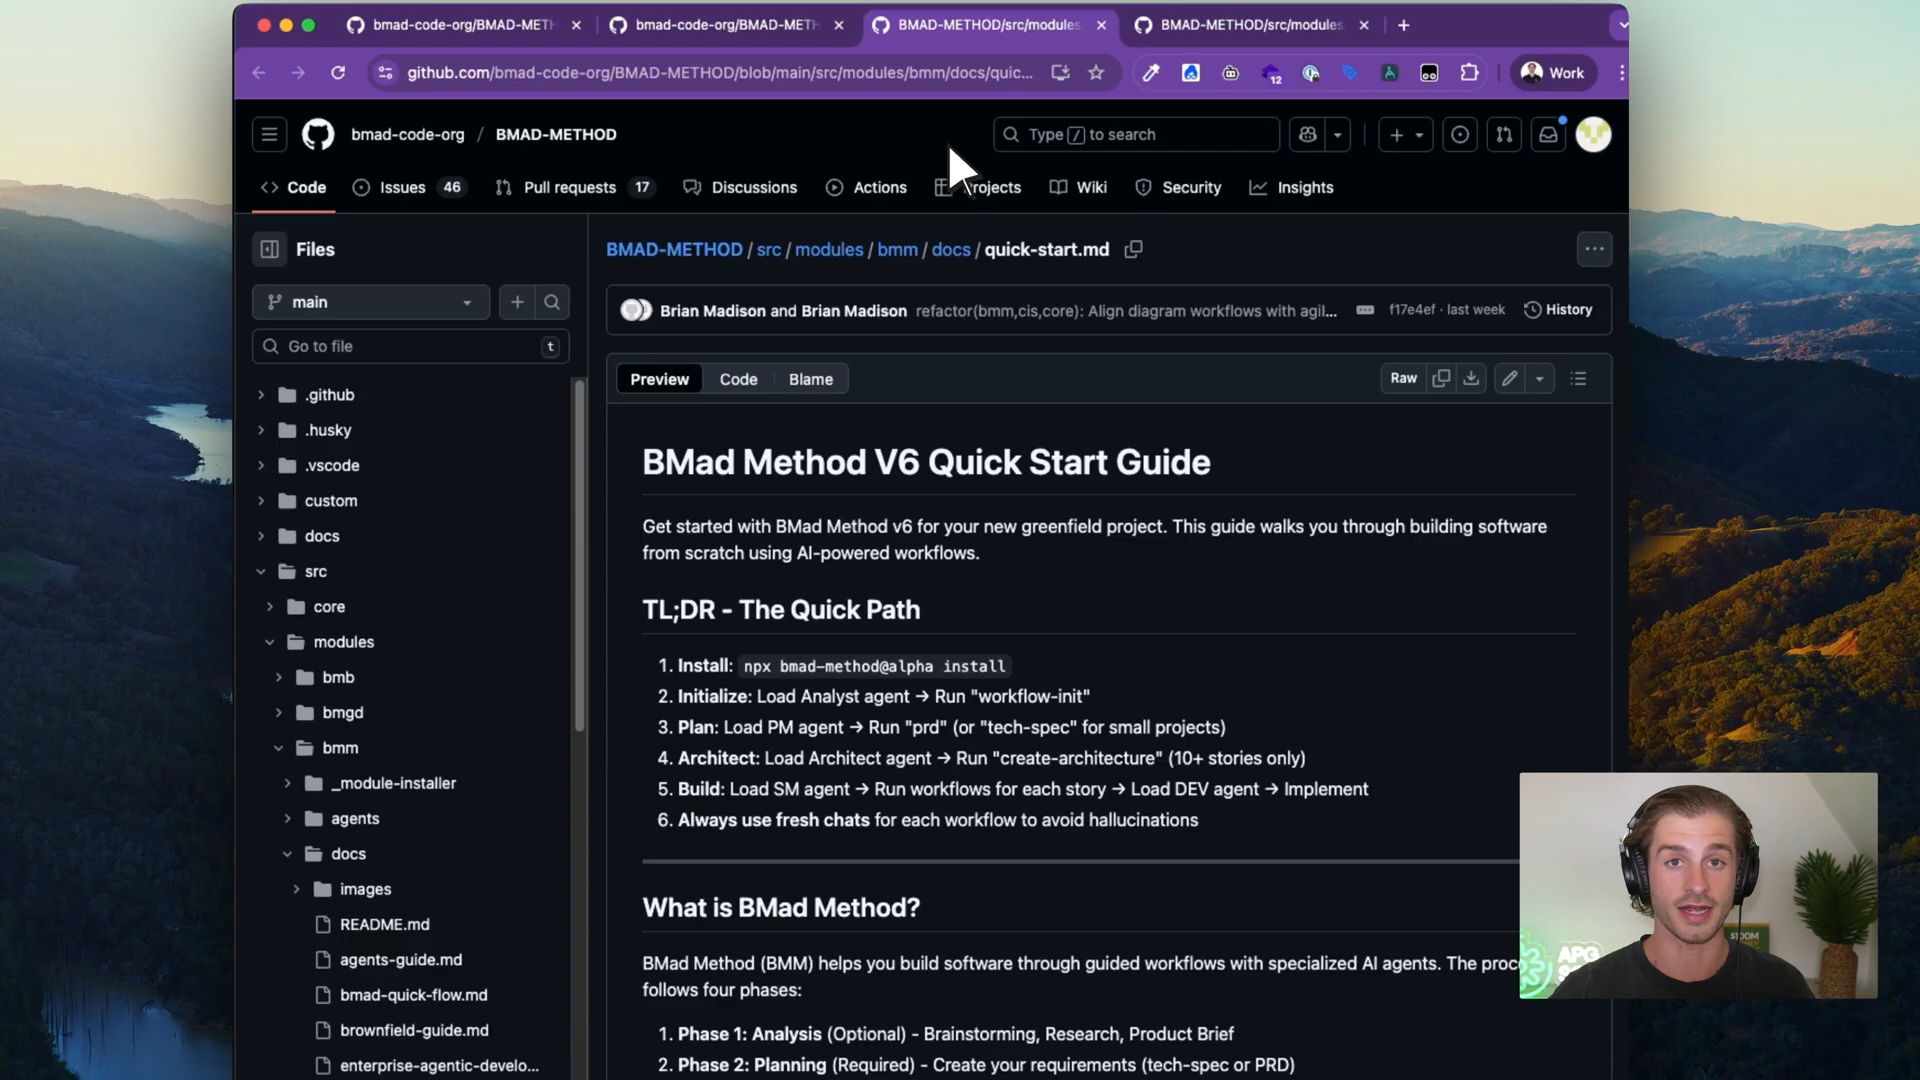 bmad-code-org/BMAD-METH
bmad-code-org/BMAD-METH
BMAD-METHOD/src/modules
BMAD-METHOD/src/modules
github.com/bmad-code-org/BMAD-METHOD/blob/main/src/modules/bmm/docs/quic...
12
Work
bmad-code-org / BMAD-METHOD
Type / to search
Code
Issues 46
Pull requests 17
Discussions
Actions
rojects
Wiki
Security
Insights
Files
main
Go to file
t
.github
.husky
.vscode
custom
docs
src
core
modules
bmb
bmgd
bmm
_module-installer
agents
docs
images
README.md
agents-guide.md
bmad-quick-flow.md
brownfield-guide.md
enterprise-agentic-develo...
BMAD-METHOD / src / modules / bmm / docs / quick-start.md
Brian Madison and Brian Madison refactor(bmm,cis,core): Align diagram workflows with agil...
f17e4ef · last week
History
Preview
Code
Blame
Raw
BMad Method V6 Quick Start Guide
Get started with BMad Method v6 for your new greenfield project. This guide walks you through building software
from scratch using AI-powered workflows.
TL;DR - The Quick Path
1. Install: npx bmad-method@alpha install
2. Initialize: Load Analyst agent → Run "workflow-init"
3. Plan: Load PM agent → Run "prd" (or "tech-spec" for small projects)
4. Architect: Load Architect agent → Run "create-architecture" (10+ stories only)
5. Build: Load SM agent → Run workflows for each story → Load DEV agent → Implement
6. Always use fresh chats for each workflow to avoid hallucinations
What is BMad Method?
BMad Method (BMM) helps you build software through guided workflows with specialized AI agents. The proc
follows four phases:
1. Phase 1: Analysis (Optional) - Brainstorming, Research, Product Brief
2. Phase 2: Planning (Required) - Create your requirements (tech-spec or PRD)